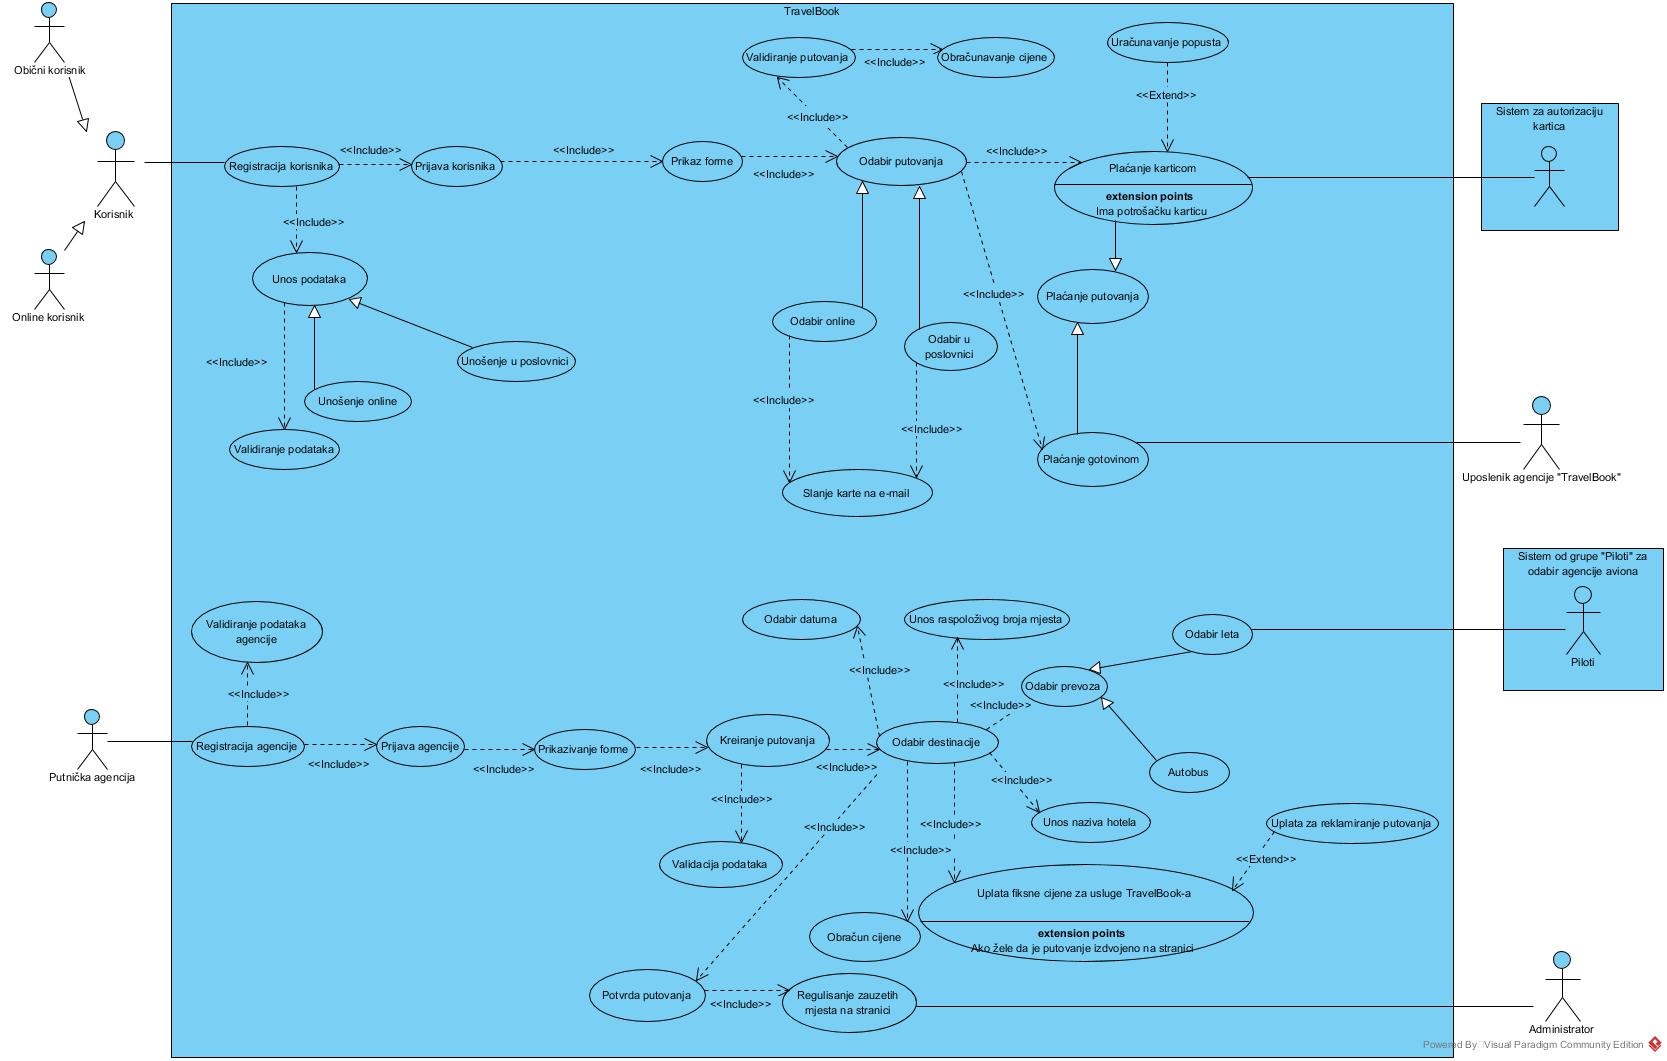 TravelBook
Obični korisnik
Validiranje putovanja
<<Include>>
Obračunavanje cijene
Uračunavanje popusta
<<Extend>>
Sistem za autorizaciju
kartica
<<Include>>
Korisnik
Registracija korisnika
<<Include>>
Prijava korisnika
<<Include>>
Prikaz forme
<<Include>>
Odabir putovanja
<<Include>>
Plaćanje karticom
extension points
Ima potrošačku karticu
<<Include>>
Unos podataka
Online korisnik
<<Include>>
Plaćanje putovanja
Odabir online
Odabir u
poslovnici
<<Include>>
Unošenje u poslovnici
Unošenje online
<<Include>>
<<Include>>
Validiranje podataka
Plaćanje gotovinom
Slanje karte na e-mail
Uposlenik agencije "TravelBook"
Sistem od grupe "Piloti" za
odabir agencije aviona
Piloti
Validiranje podataka
agencije
<<Include>>
Odabir datuma
Unos raspoloživog broja mjesta
Odabir leta
<<Include>>
<<Include>>
Odabir prevoza
<<Include>>
Putnička agencija
Registracija agencije
<<Include>>
Prijava agencije
<<Include>>
Prikazivanje forme
<<Include>>
Kreiranje putovanja
<<Include>>
Odabir destinacije
Autobus
<<Include>>
<<Include>>
Unos naziva hotela
Uplata za reklamiranje putovanja
<<Include>>
<<Include>>
<<Include>>
<<Extend>>
Validacija podataka
Uplata fiksne cijene za usluge TravelBook-a
extension points
Ako žele da je putovanje izdvojeno na stranici
Obračun cijene
Potvrda putovanja
<<Include>>
Regulisanje zauzetih
mjesta na stranici
Administrator
Powered By Visual Paradigm Community Edition